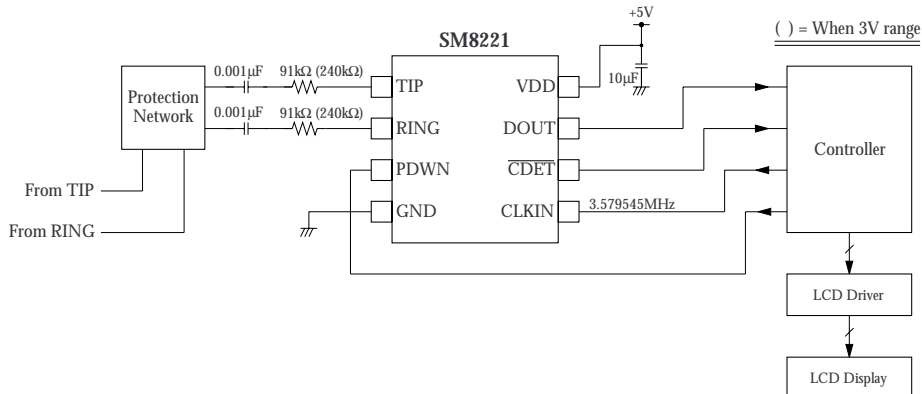 +5V
( ) = When 3V range
SM8221
0.001µF
91kΩ (240kΩ)
10µF
Protection
Network
TIP
VDD
0.001µF
91kΩ (240kΩ)
RING
DOUT
Controller
PDWN
CDET
From TIP
GND
CLKIN
3.579545MHz
From RING
LCD Driver
LCD Display